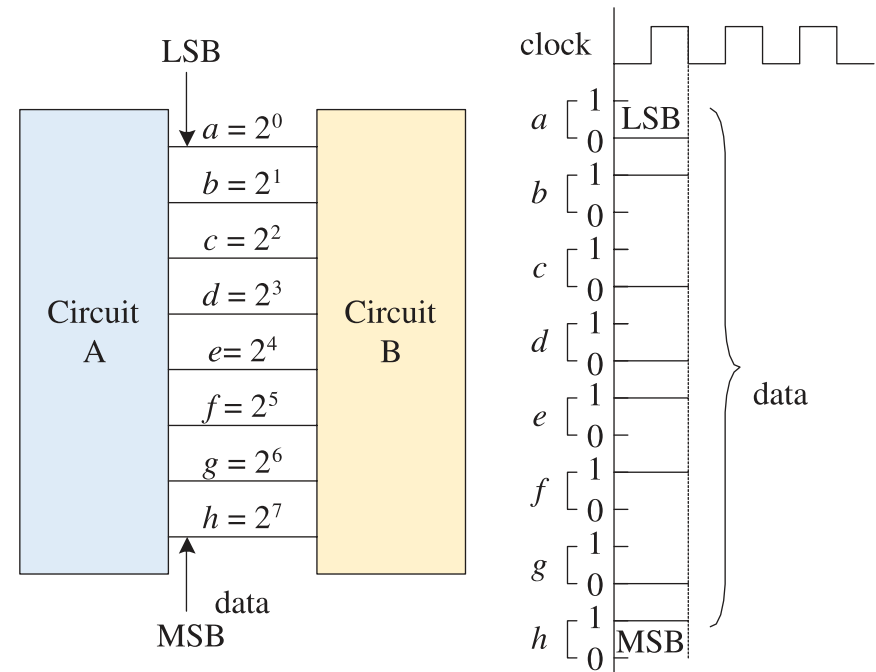 LSB
a = 2⁰
b = 2¹
c = 2²
d = 2³
e= 2⁴
f = 2⁵
g = 2⁶
h = 2⁷
Circuit
A
Circuit
B
data
MSB
clock
a
1
LSB
0
b
1
0
c
1
0
d
1
0
e
1
0
f
1
0
g
1
0
h
1
MSB
0
data